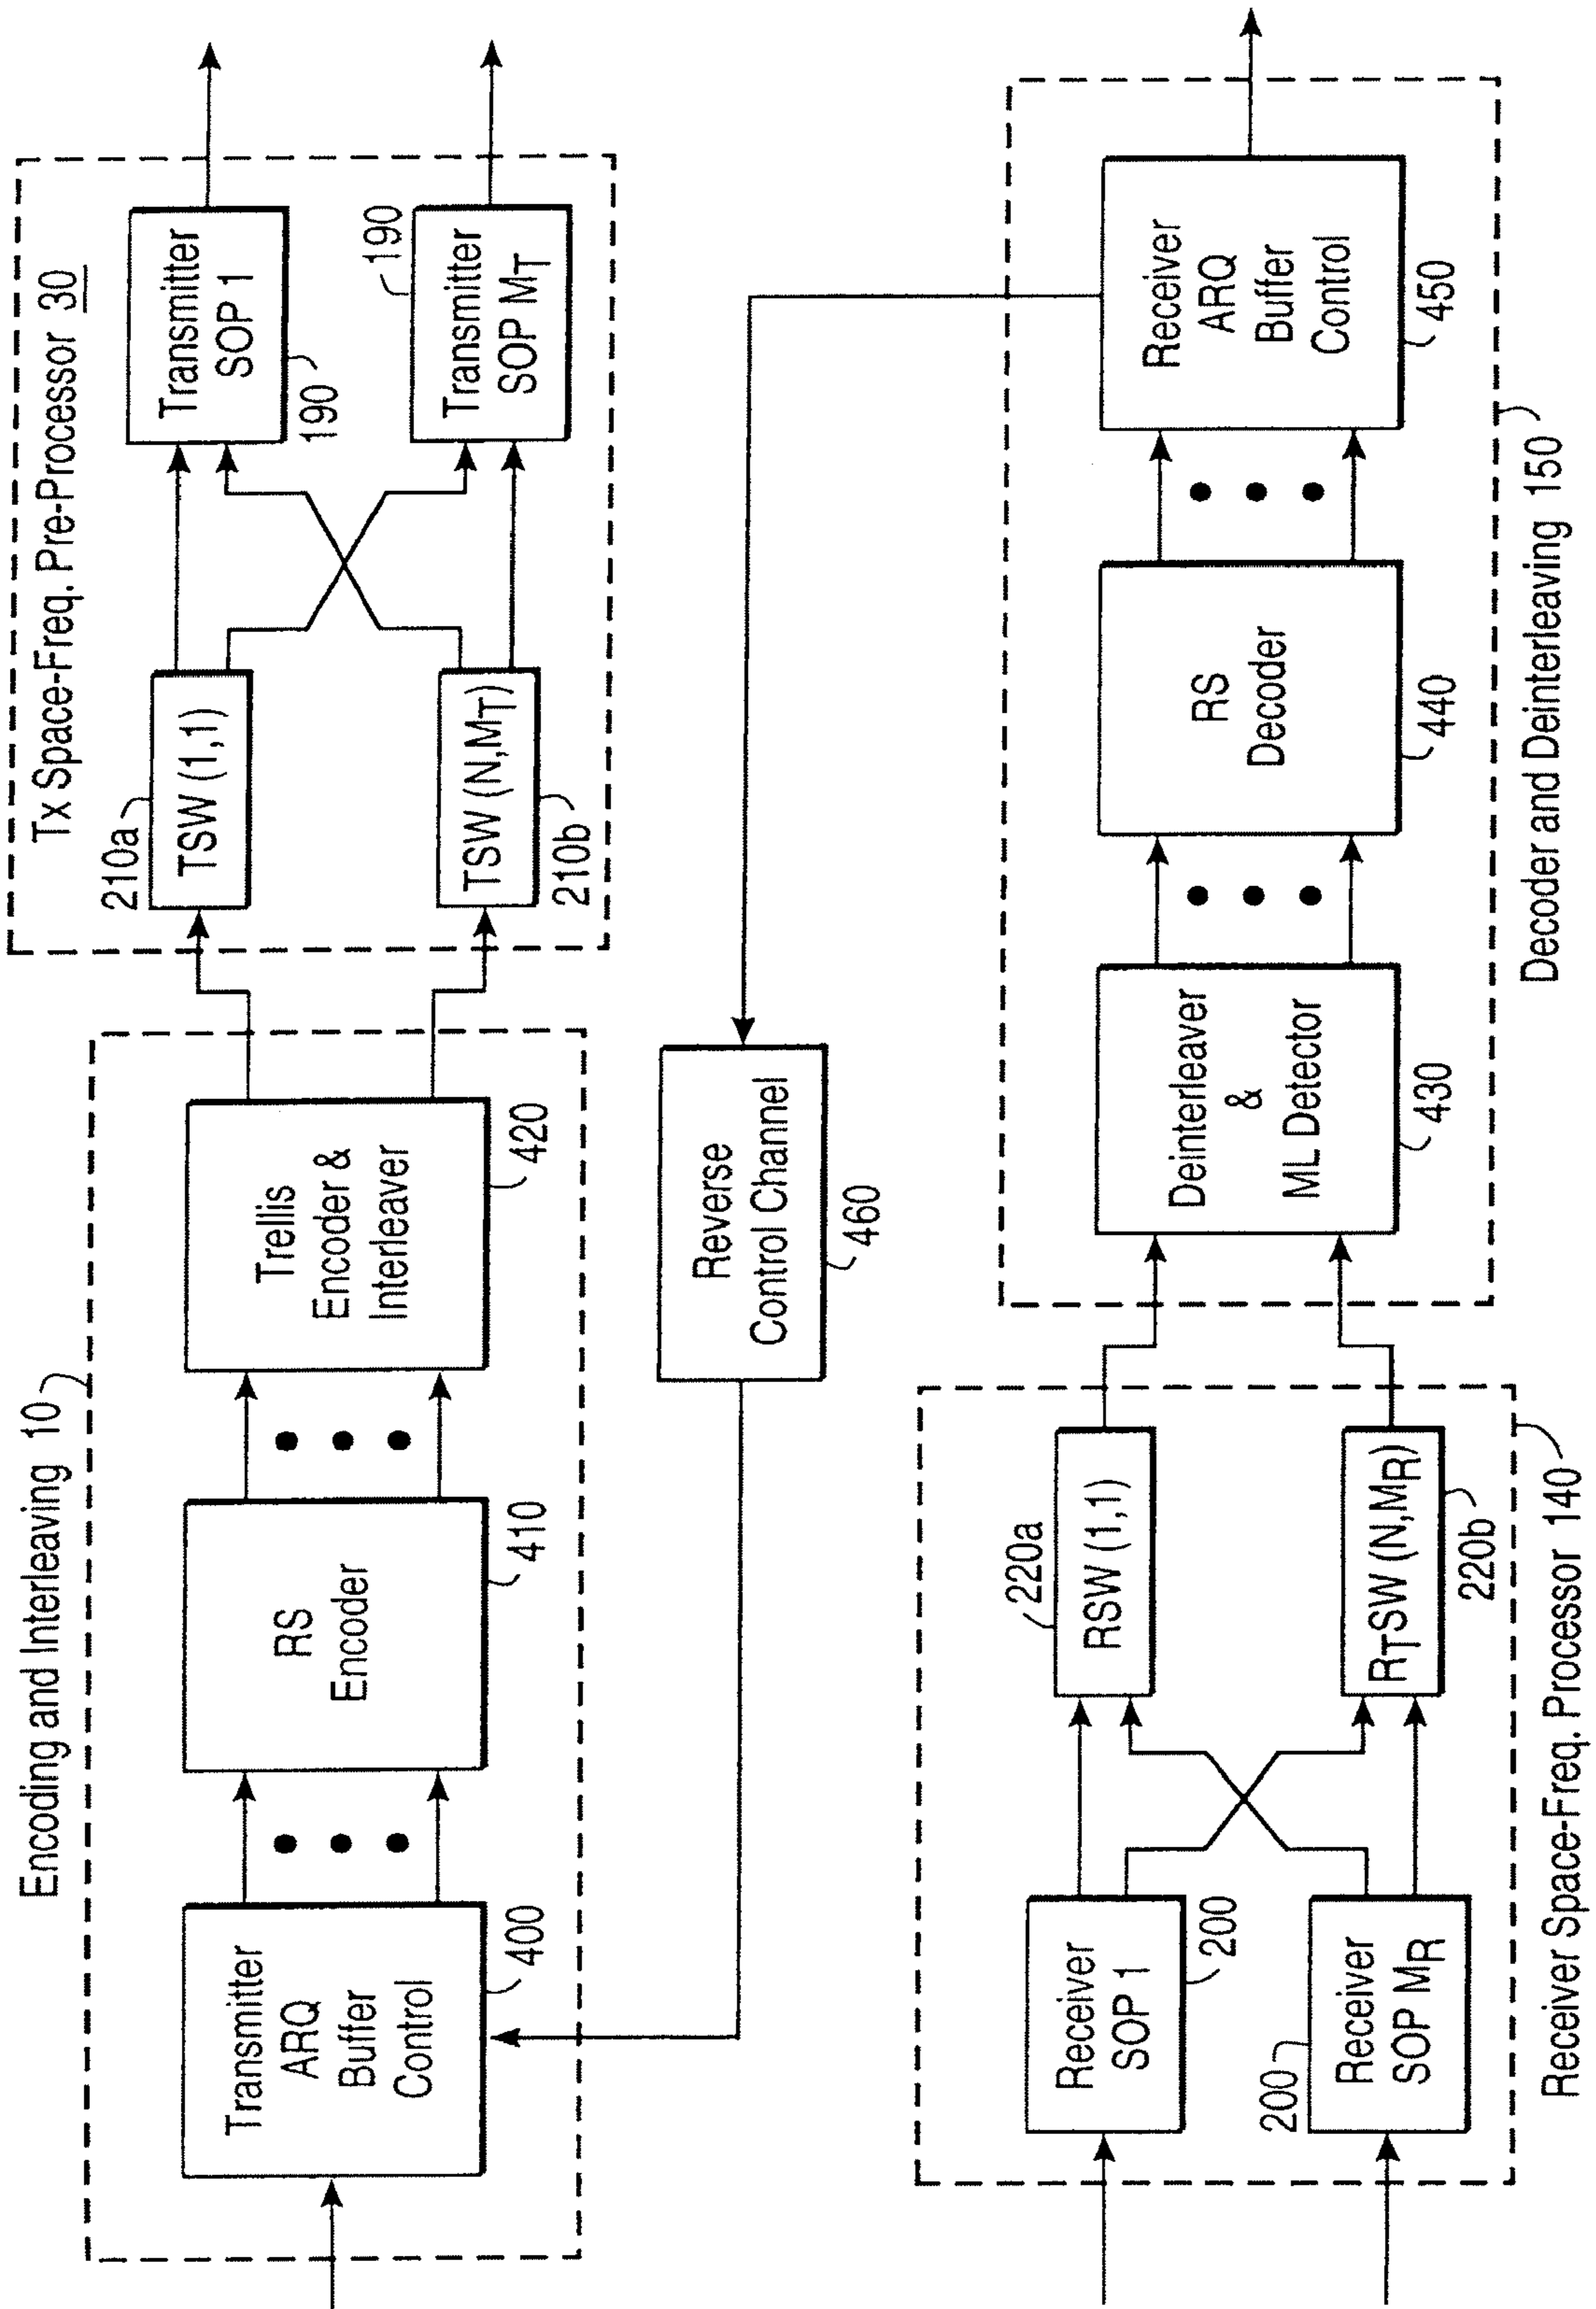 Encoding and Interleaving 10
Transmitter
ARQ
Buffer
Control
400
RS
Encoder
410
Trellis
Encoder &
Interleaver
420
Tx Space-Freq. Pre-Processor 30
210a
TSW (1,1)
TSW (N,MT)
210b
Transmitter
SOP 1
190
190
Transmitter
SOP MT
Reverse
Control Channel
460
Receiver
SOP 1
200
200
Receiver
SOP MR
220a
RSW (1,1)
RTSW (N,MR)
220b
Receiver Space-Freq. Processor 140
Deinterleaver
&
ML Detector
430
RS
Decoder
440
Receiver
ARQ
Buffer
Control
450
Decoder and Deinterleaving 150